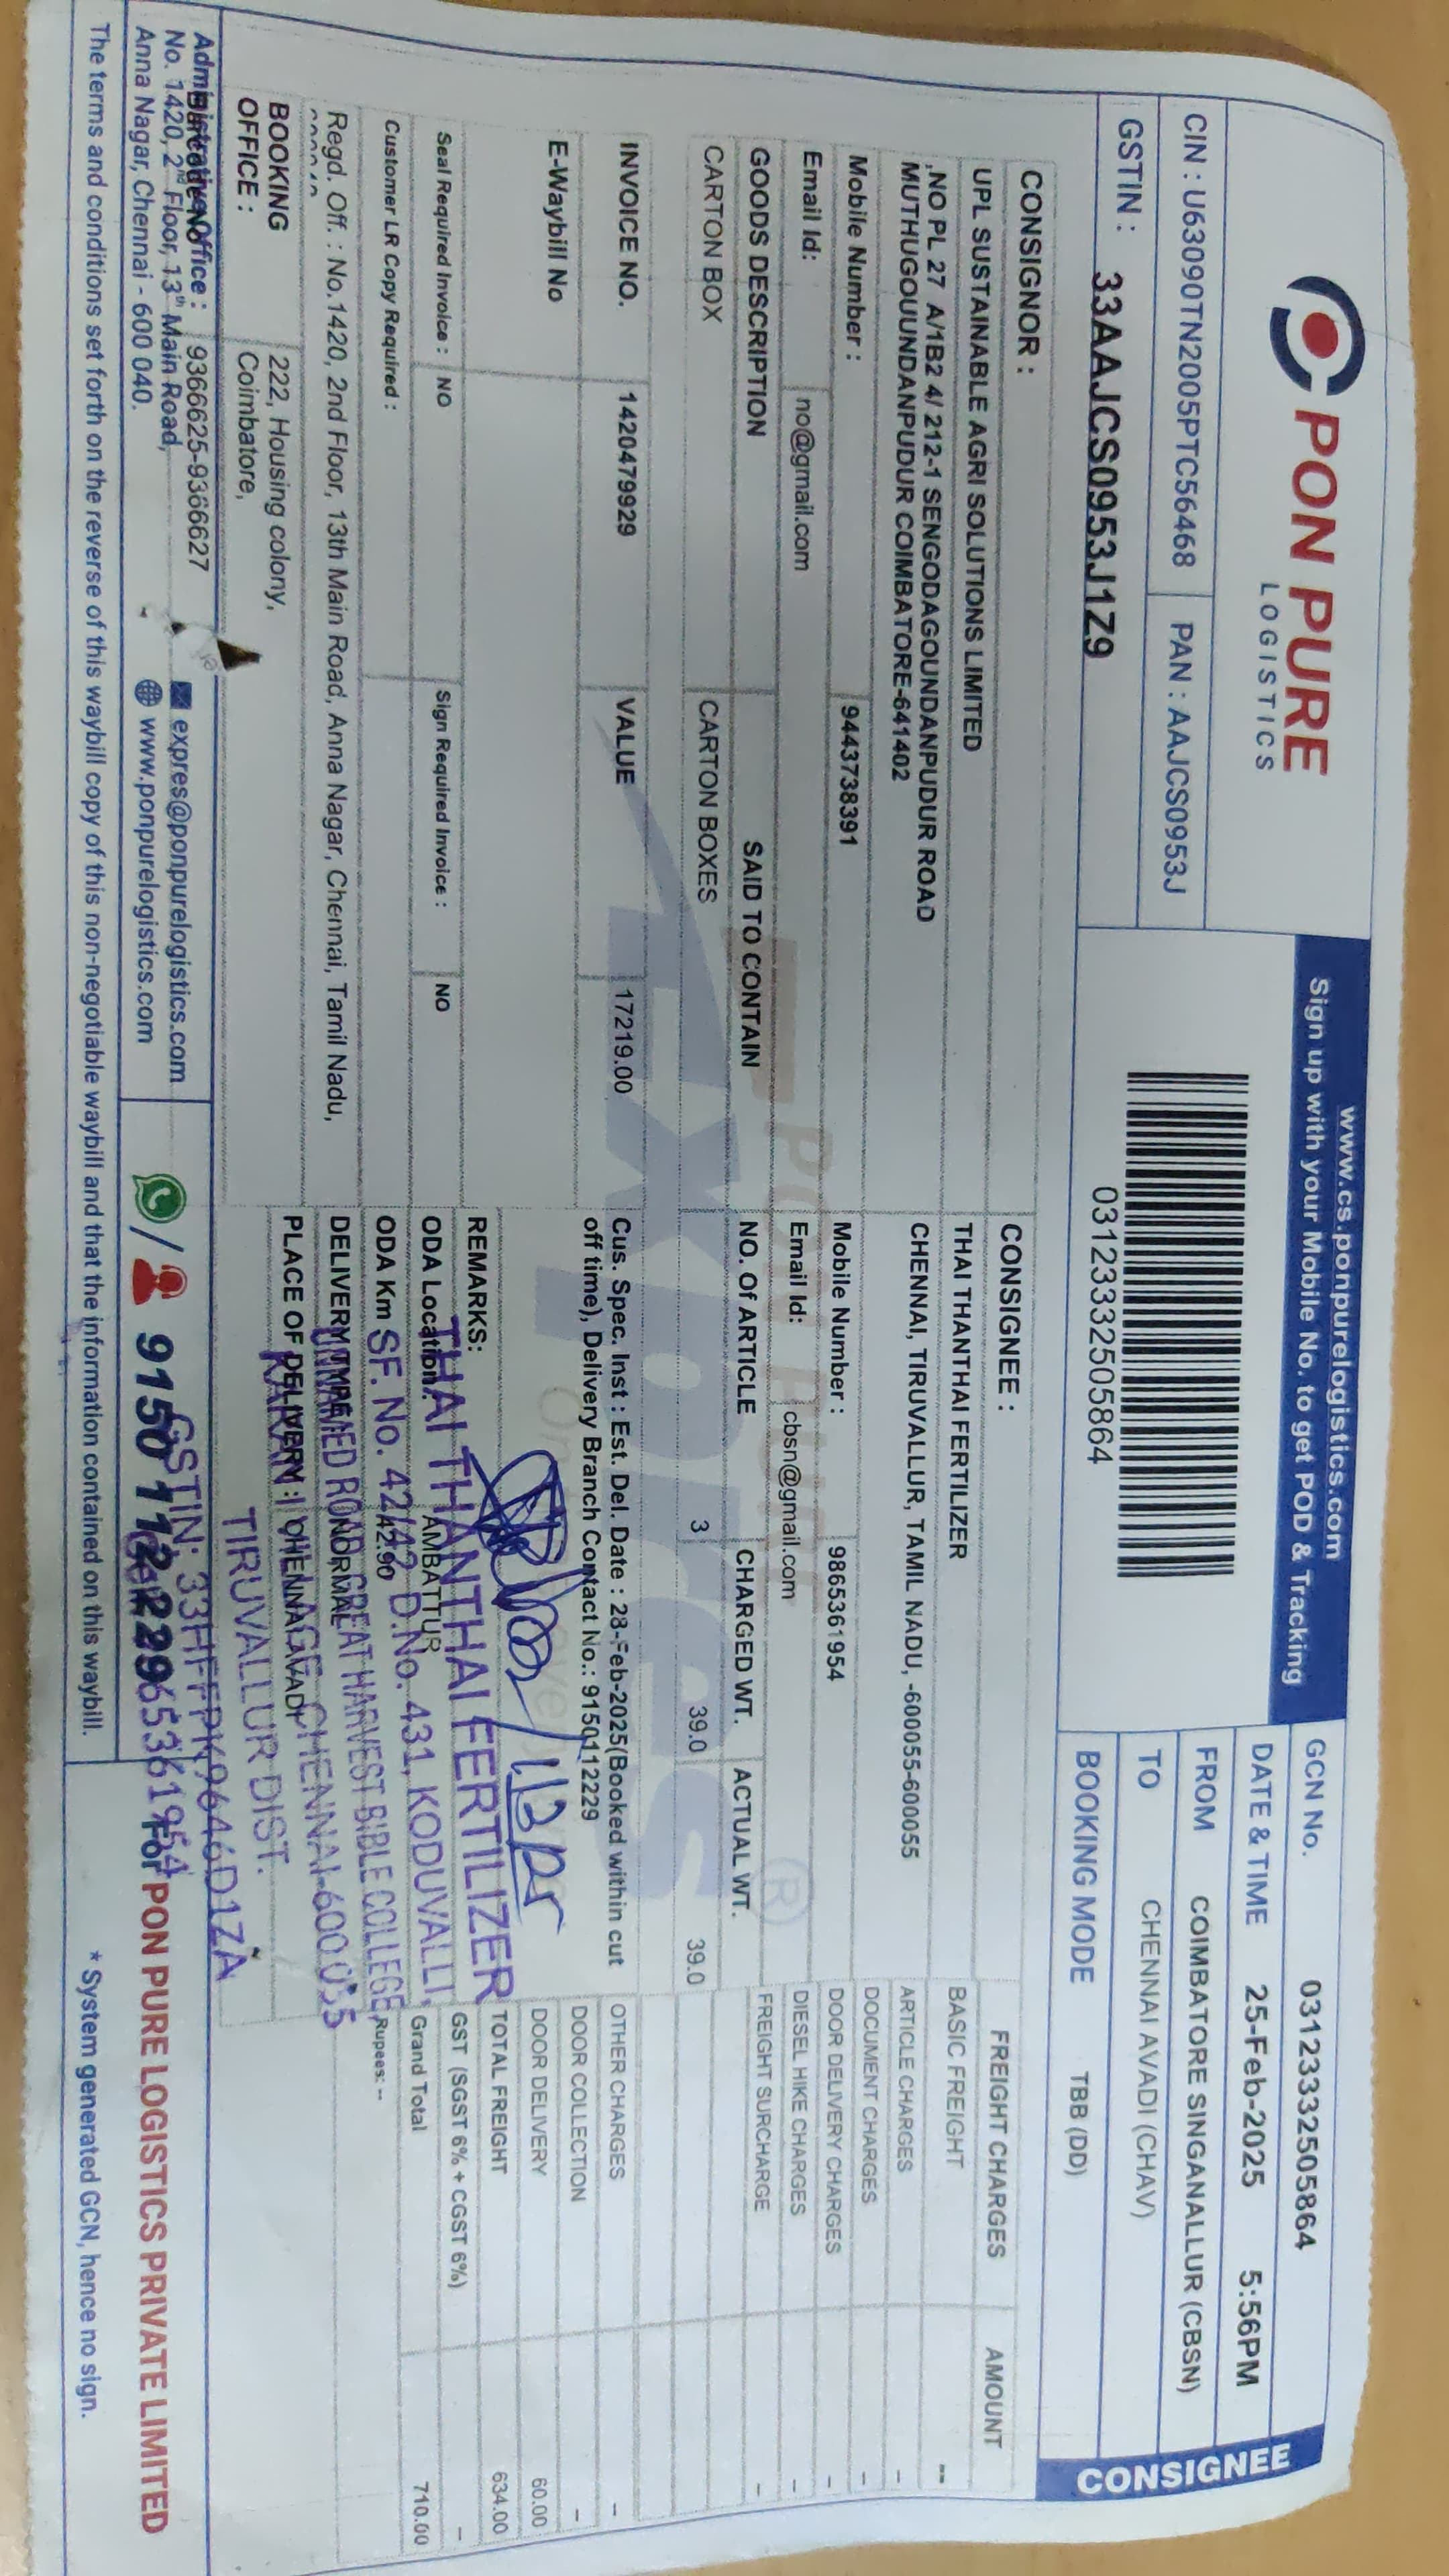 PON PURE
LOGISTICS
www.cs.ponpurelogistics.com
Sign up with your Mobile No. to get POD & Tracking
CIN : U63090TN2005PTC56468 PAN : AAJCS0953J
GSTIN : 33AAJCS0953J1Z9
03123332505864
GCN No. 03123332505864
DATE & TIME 25-Feb-2025 5:56PM
FROM COIMBATORE SINGANALLUR (CBSN)
TO CHENNAI AVADI (CHAV)
BOOKING MODE TBB (DD)
CONSIGNEE
CONSIGNOR :
UPL SUSTAINABLE AGRI SOLUTIONS LIMITED
,NO PL 27 A/1B2 4/ 212-1 SENGODAGOUNDANPUDUR ROAD
MUTHUGOUUNDANPUDUR COIMBATORE-641402
Mobile Number : 9443738391
Email Id: no@gmail.com
CONSIGNEE :
THAI THANTHAI FERTILIZER
CHENNAI, TIRUVALLUR, TAMIL NADU, -600055-600055
Mobile Number : 9865361954
Email Id: cbsn@gmail.com
GOODS DESCRIPTION SAID TO CONTAIN NO. Of ARTICLE CHARGED WT. ACTUAL WT.
CARTON BOX CARTON BOXES 3 39.0 39.0
INVOICE NO. 1420479929 VALUE 17219.00
E-Waybill No
Cus. Spec. Inst : Est. Del. Date : 28-Feb-2025(Booked within cut
off time), Delivery Branch Contact No.: 9150112229
Seal Required Invoice : NO Sign Required Invoice : NO
Customer LR Copy Required :
REMARKS:
ODA Location: AMBATTUR
ODA Km 42.90
DELIVERY TYPE NORMAL
PLACE OF DELIVERY : CHENNAI AVADI
THAI THANTHAI FERTILIZER
SF. No. 42/42 D.No. 431, KODUVALLI,
ROAD, GREAT HARVEST BIBLE COLLEGE,
CHENNAI-600055
TIRUVALLUR DIST.
FREIGHT CHARGES AMOUNT
BASIC FREIGHT --
ARTICLE CHARGES -
DOCUMENT CHARGES -
DOOR DELIVERY CHARGES -
DIESEL HIKE CHARGES -
FREIGHT SURCHARGE -
OTHER CHARGES -
DOOR COLLECTION -
DOOR DELIVERY 60.00
TOTAL FREIGHT 634.00
GST (SGST 6% + CGST 6%) -
Grand Total 710.00
Rupees: --
Regd. Off. : No.1420, 2nd Floor, 13th Main Road, Anna Nagar, Chennai, Tamil Nadu,
BOOKING OFFICE : 222, Housing colony,
Coimbatore,
Administrative Office : 9366625-9366627
No. 1420, 2nd Floor, 13th Main Road,
Anna Nagar, Chennai - 600 040.
expres@ponpurelogistics.com
www.ponpurelogistics.com
9150 112 229
For PON PURE LOGISTICS PRIVATE LIMITED
The terms and conditions set forth on the reverse of this waybill copy of this non-negotiable waybill and that the information contained on this waybill.
* System generated GCN, hence no sign.